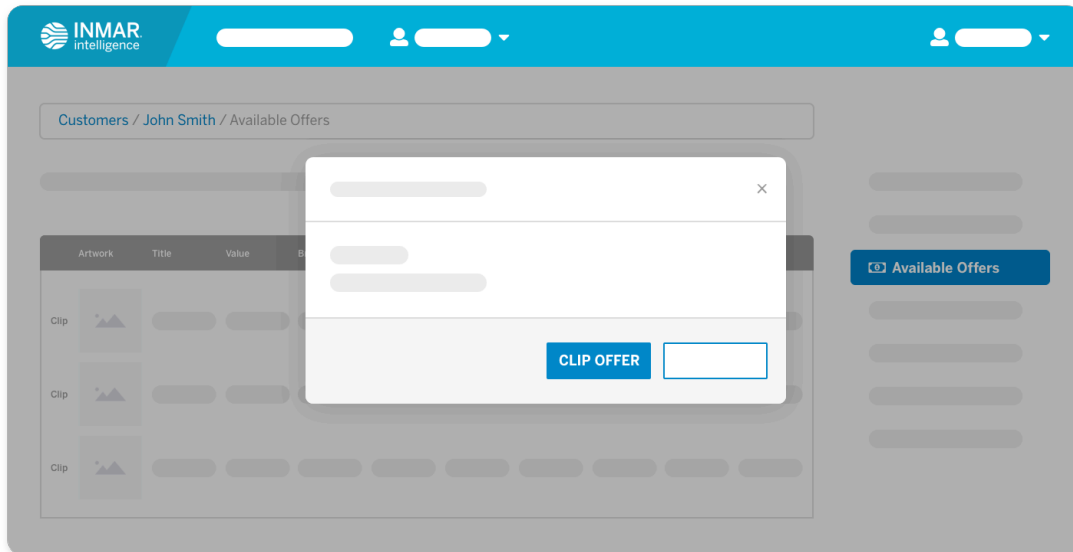 INMAR
intelligence
Customers / John Smith / Available Offers
Artwork Title Value
Available Offers
Clip
Clip
CLIP OFFER
Clip